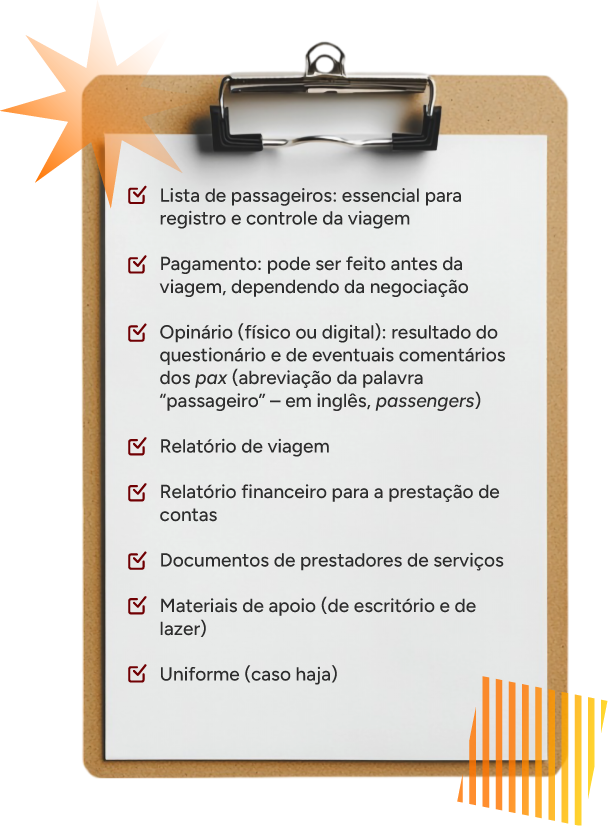 Lista de passageiros: essencial para
registro e controle da viagem
Pagamento: pode ser feito antes da
viagem, dependendo da negociação
Opinário (físico ou digital): resultado do
questionário e de eventuais comentários
dos pax (abreviação da palavra
“passageiro” – em inglês, passengers)
Relatório de viagem
Relatório financeiro para a prestação de
contas
Documentos de prestadores de serviços
Materiais de apoio (de escritório e de
lazer)
Uniforme (caso haja)